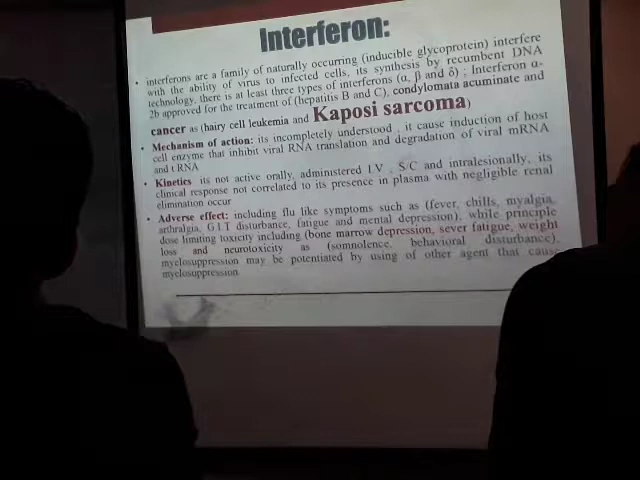 Interferon:
• interferons are a family of naturally occurring (inducible glycoprotein) interfere
with the ability of virus to infected cells, its synthesis by recumbent DNA
technology, there is at least three types of interferons (α, β and δ) ; Interferon α-
2b approved for the treatment of (hepatitis B and C), condylomata acuminate and
cancer as (hairy cell leukemia and Kaposi sarcoma)
• Mechanism of action: its incompletely understood , it cause induction of host
cell enzyme that inhibit viral RNA translation and degradation of viral mRNA
and tRNA
• Kinetics its not active orally, administered I.V , S/C and intralesionally, its
clinical response not correlated to its presence in plasma with negligible renal
elimination occur
• Adverse effect: including flu like symptoms such as (fever, chills, myalgia,
arthralgia, G.I.T disturbance, fatigue and mental depression), while principle
dose limiting toxicity including (bone marrow depression, sever fatigue, weight
loss and neurotoxicity as (somnolence, behavioral disturbance),
myelosuppression may be potentiated by using of other agent that cause
myelosuppression